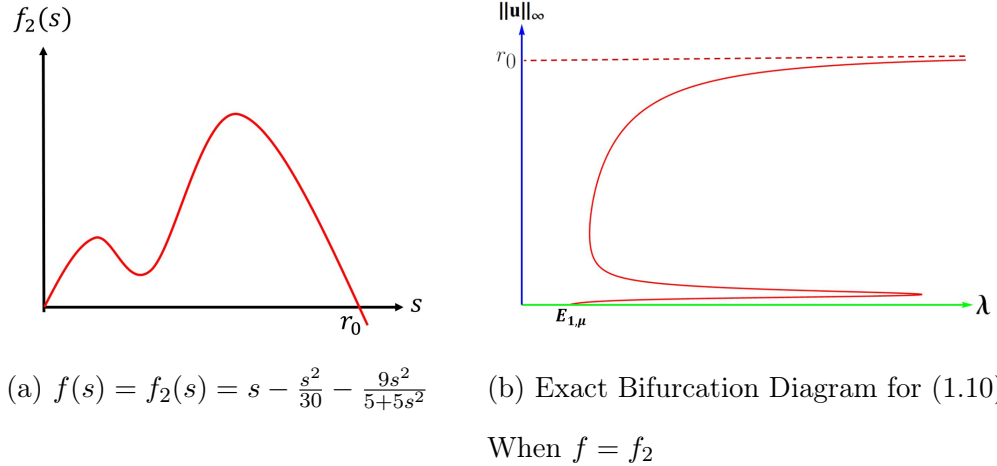 f₂(s)
s
r₀
||u||∞
r₀
E₁,μ
λ
(a) f(s) = f₂(s) = s − s²/30 − 9s²/(5+5s²)
(b) Exact Bifurcation Diagram for (1.10)
When f = f₂